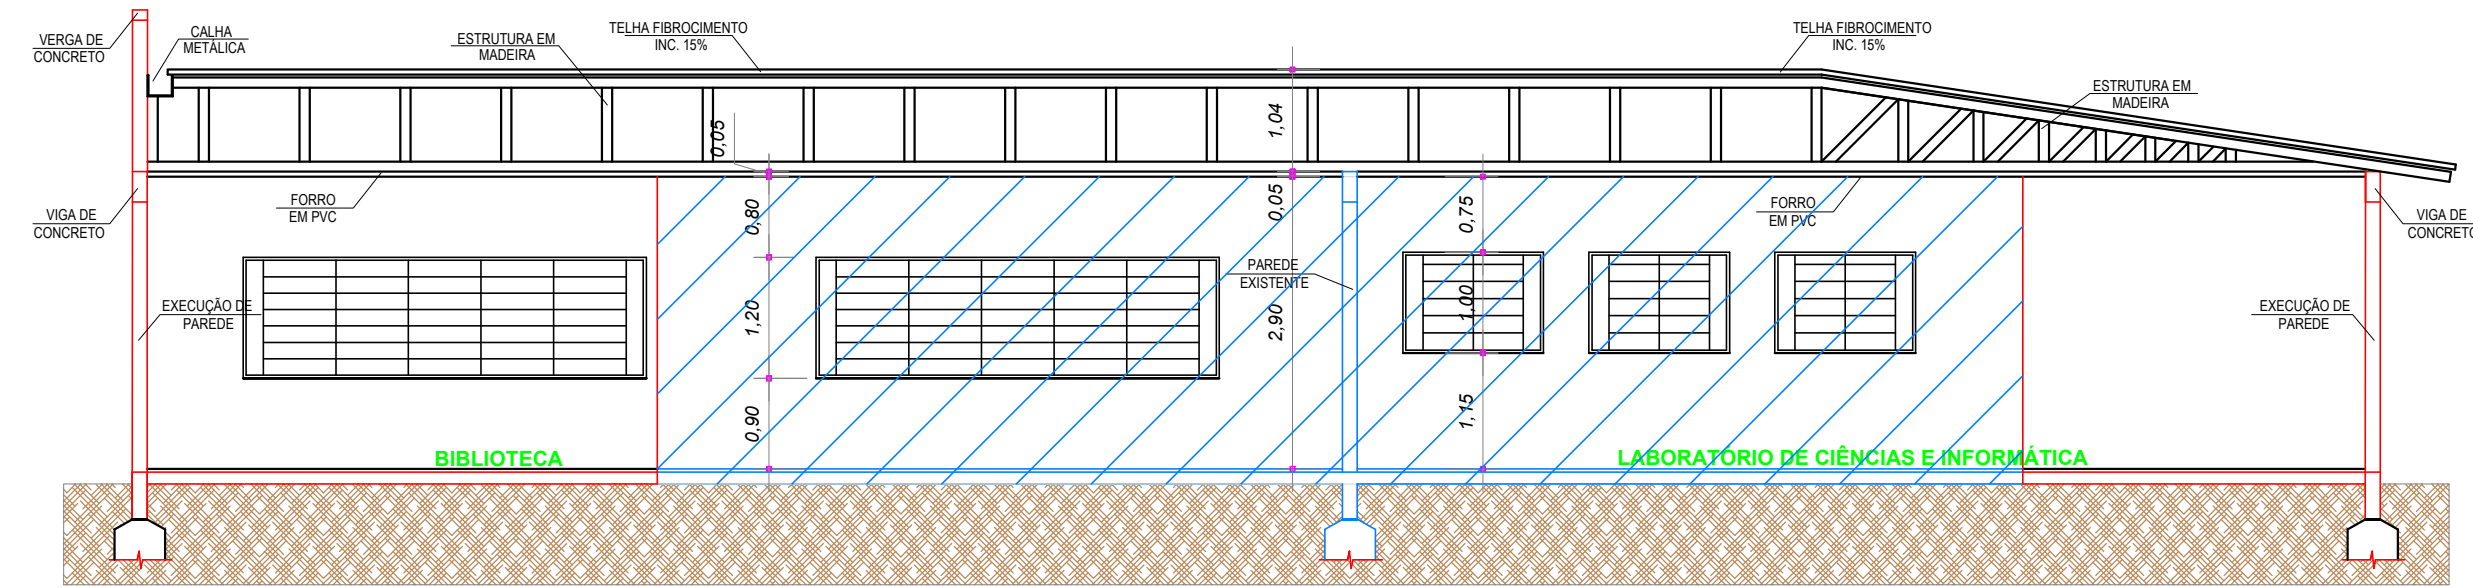 VERGA DE
CONCRETO
CALHA
METÁLICA
ESTRUTURA EM
MADEIRA
TELHA FIBROCIMENTO
INC. 15%
TELHA FIBROCIMENTO
INC. 15%
ESTRUTURA EM
MADEIRA
0,05
1,04
VIGA DE
CONCRETO
FORRO
EM PVC
0,80
0,05
0,75
FORRO
EM PVC
VIGA DE
CONCRETO
EXECUÇÃO DE
PAREDE
1,20
PAREDE
EXISTENTE
2,90
1,00
EXECUÇÃO DE
PAREDE
0,90
1,15
BIBLIOTECA
LABORATÓRIO DE CIÊNCIAS E INFORMÁTICA